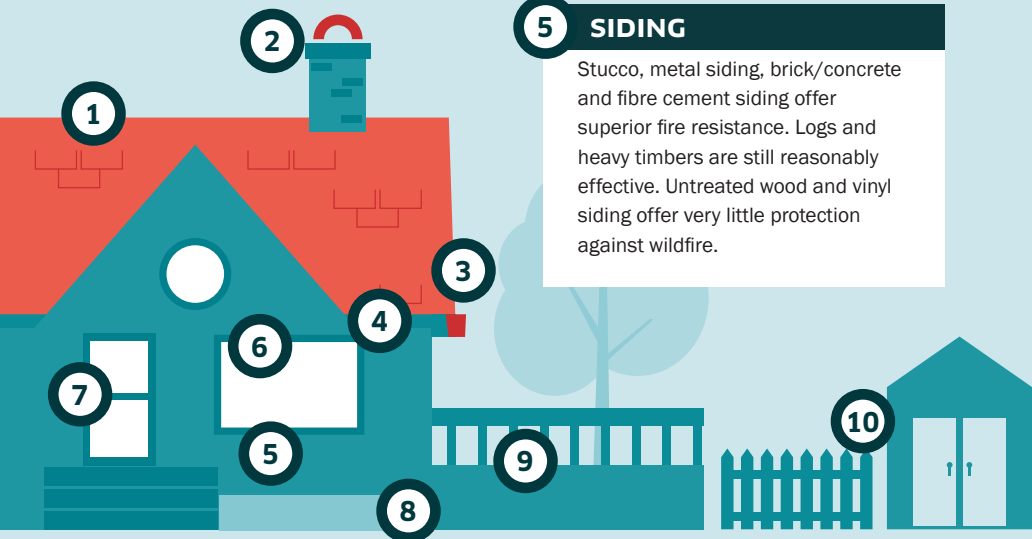 5 SIDING
Stucco, metal siding, brick/concrete
and fibre cement siding offer
superior fire resistance. Logs and
heavy timbers are still reasonably
effective. Untreated wood and vinyl
siding offer very little protection
against wildfire.
2
1
3
4
6
7
10
5
9
8